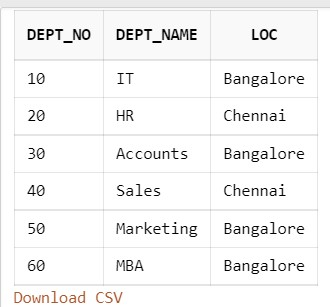 DEPT_NO DEPT_NAME LOC
10 IT Bangalore
20 HR Chennai
30 Accounts Bangalore
40 Sales Chennai
50 Marketing Bangalore
60 MBA Bangalore
Download CSV